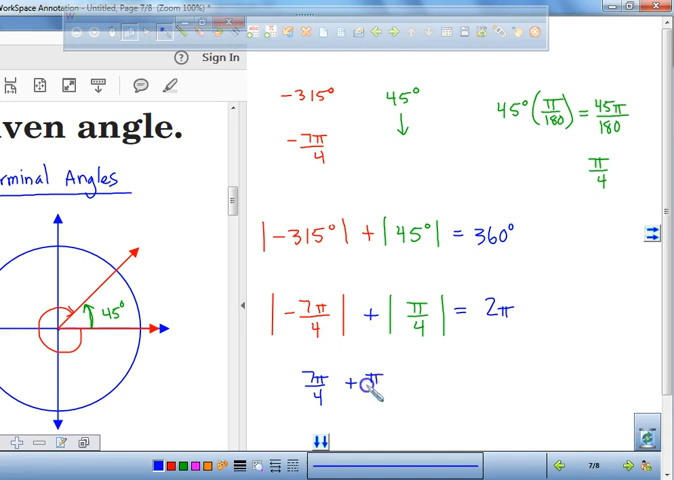 WorkSpace Annotation - Untitled, Page 7/8 (Zoom 100%)
Sign In
iven angle.
rminal Angles
45°
-315° 45° 45° (π/180) = 45π/180
-7π/4 ↓ π/4
|-315°| + |45°| = 360°
|-7π/4| + |π/4| = 2π
7π/4 + π
7/8